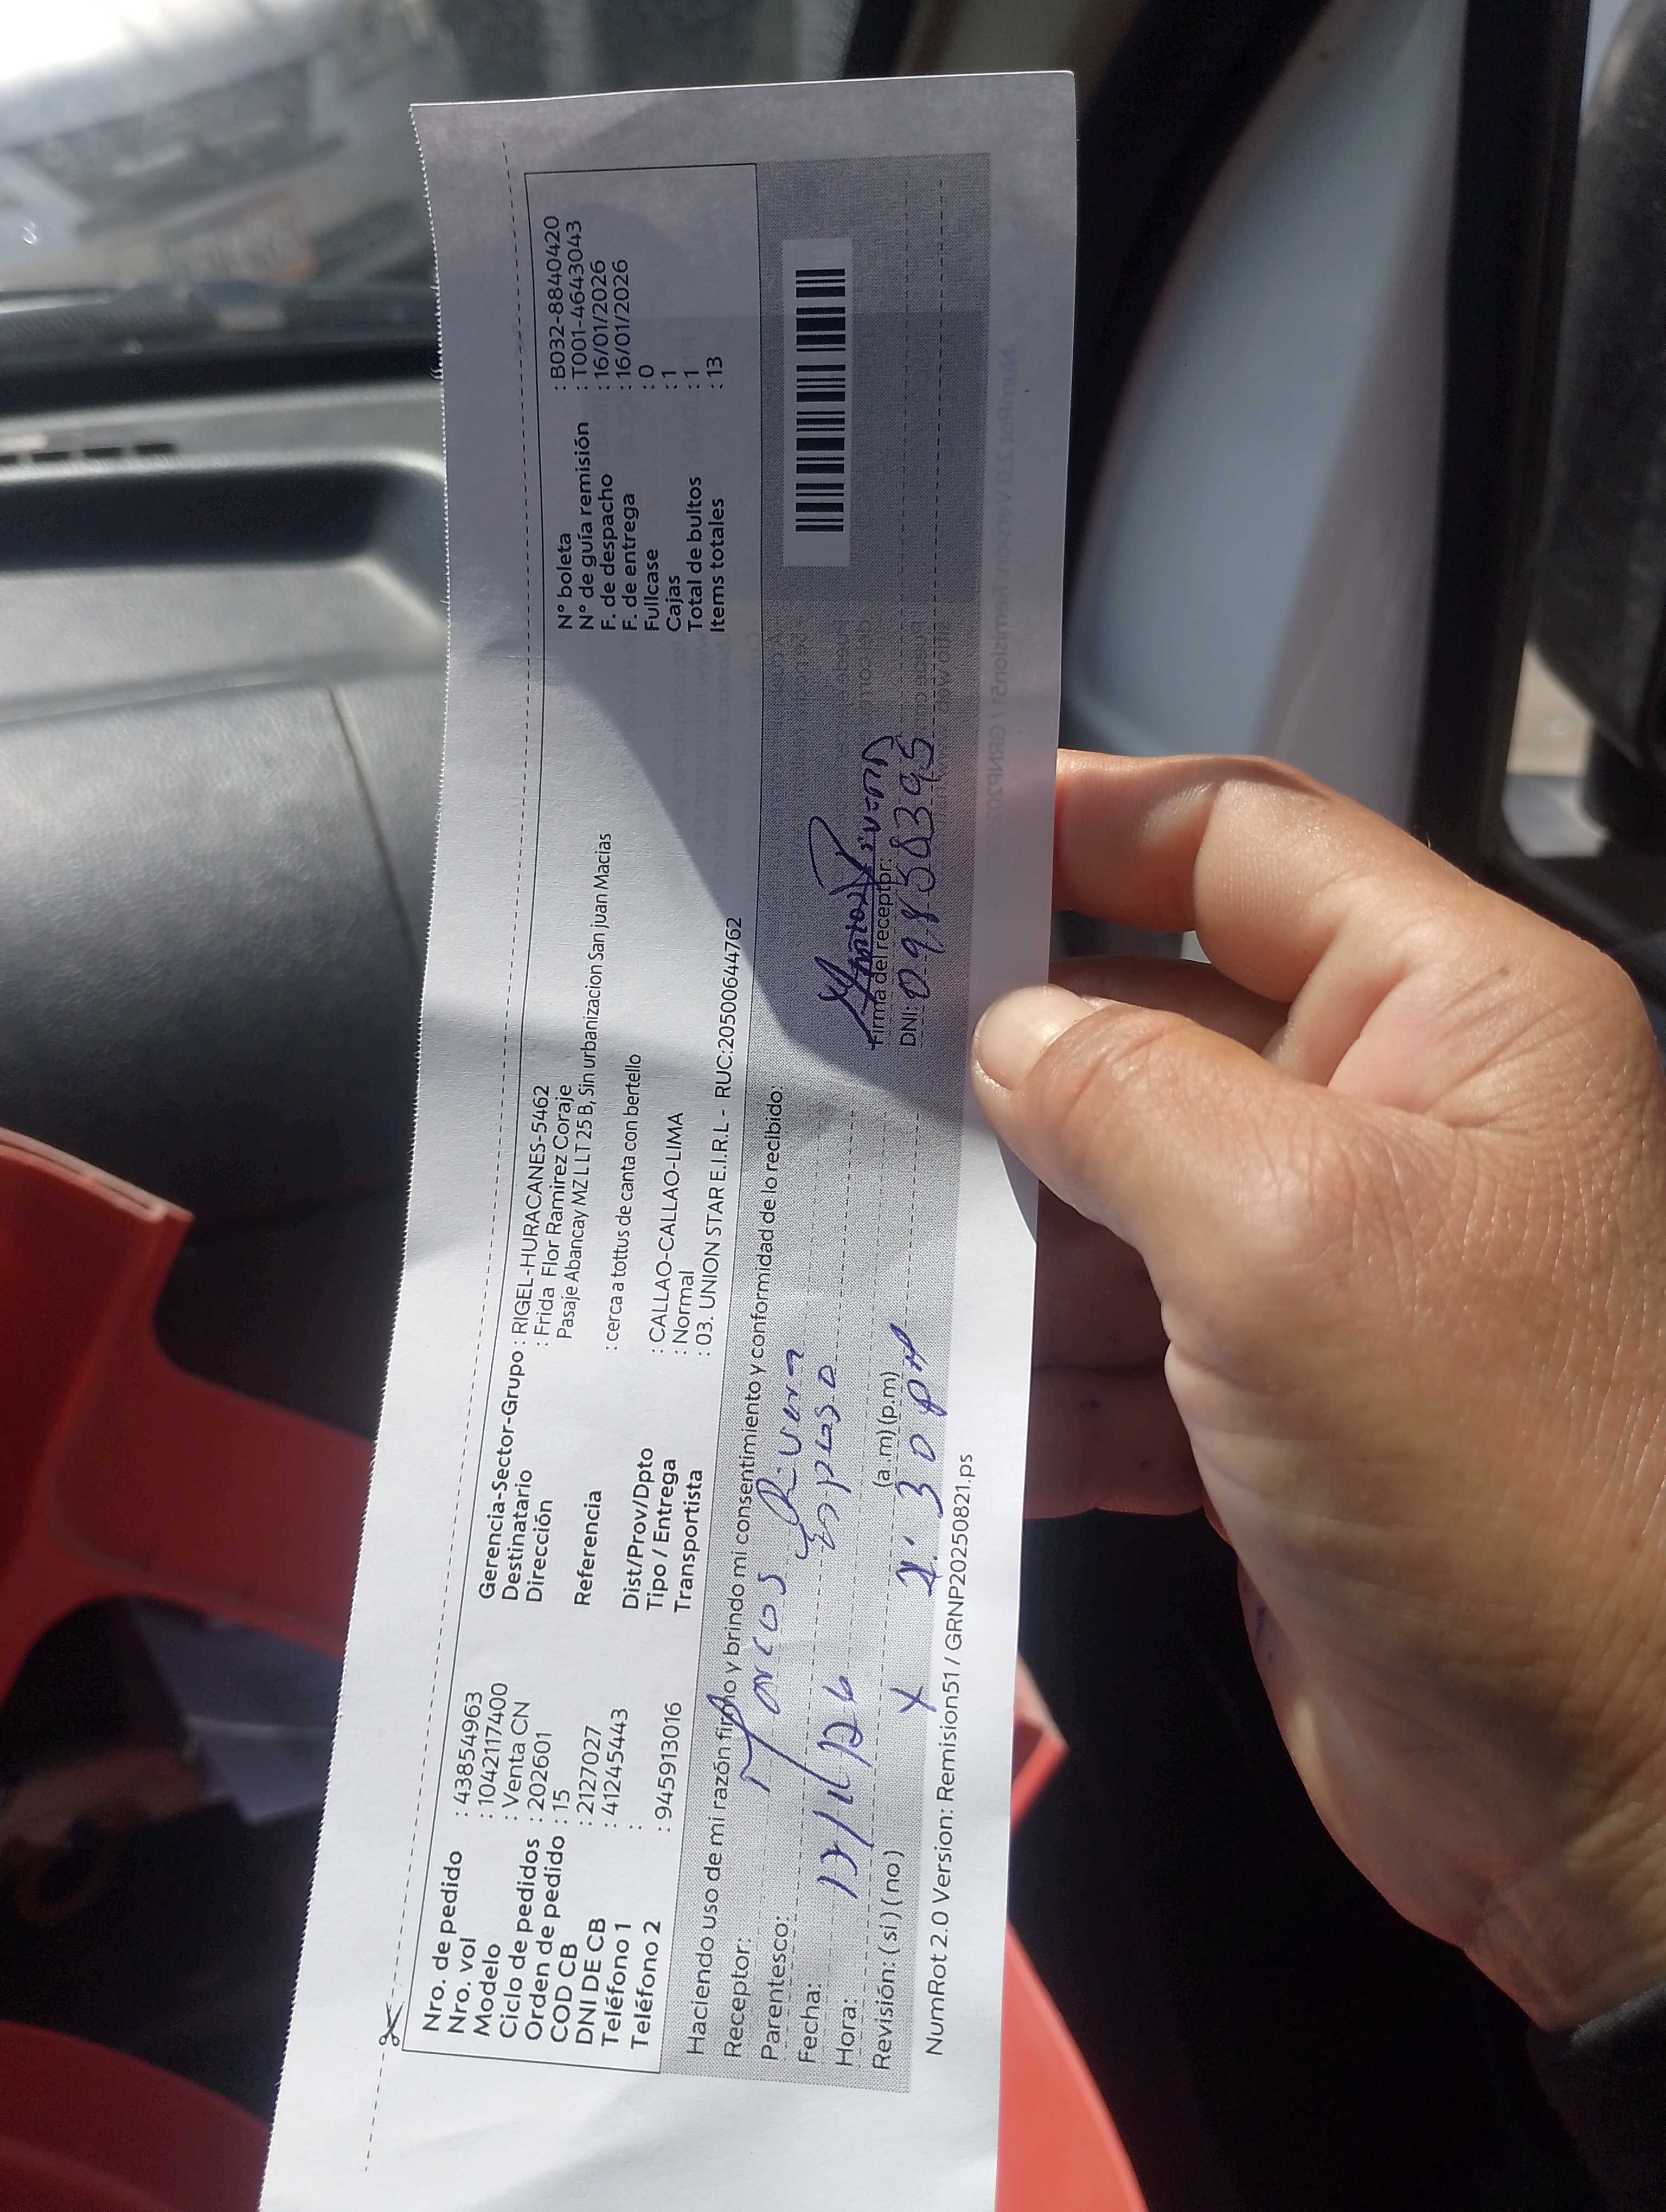 Nro. de pedido : 43854963
Nro. vol : 1042117400
Modelo : Venta CN
Ciclo de pedidos : 202601
Orden de pedido : 15
COD CB : 2127027
DNI DE CB : 41245443
Teléfono 1 :
Teléfono 2 : 945913016
Gerencia-Sector-Grupo : RIGEL-HURACANES-5462
Destinatario : Frida Flor Ramirez Coraje
Dirección Pasaje Abancay MZ L LT 25 B, Sin urbanizacion San juan Macias
Referencia : cerca a tottus de canta con bertello
Dist/Prov/Dpto : CALLAO-CALLAO-LIMA
Tipo / Entrega : Normal
Transportista : 03. UNION STAR E.I.R.L - RUC:20500644762
N° boleta : B032-8840420
N° de guía remisión : T001-4643043
F. de despacho : 16/01/2026
F. de entrega : 16/01/2026
Fullcase : 0
Cajas : 1
Total de bultos : 1
Items totales : 13
Haciendo uso de mi razón firmo y brindo mi consentimiento y conformidad de lo recibido:
Receptor: Marcos Rivera
Parentesco: Esposo
Fecha:
Hora: (a.m) (p.m)
Revisión: ( si ) ( no )
Firma del receptor:
DNI:
NumRot 2.0 Version: Remision51 / GRNP20250821.ps